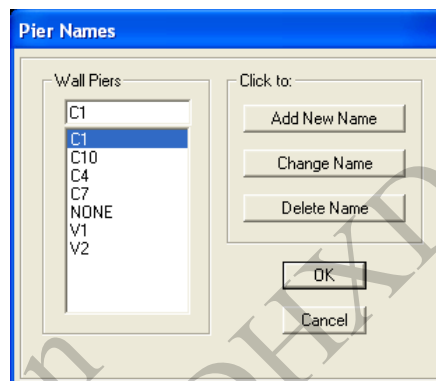 Pier Names
Wall Piers
C1
C1
C10
C4
C7
NONE
V1
V2
Click to:
Add New Name
Change Name
Delete Name
OK
Cancel